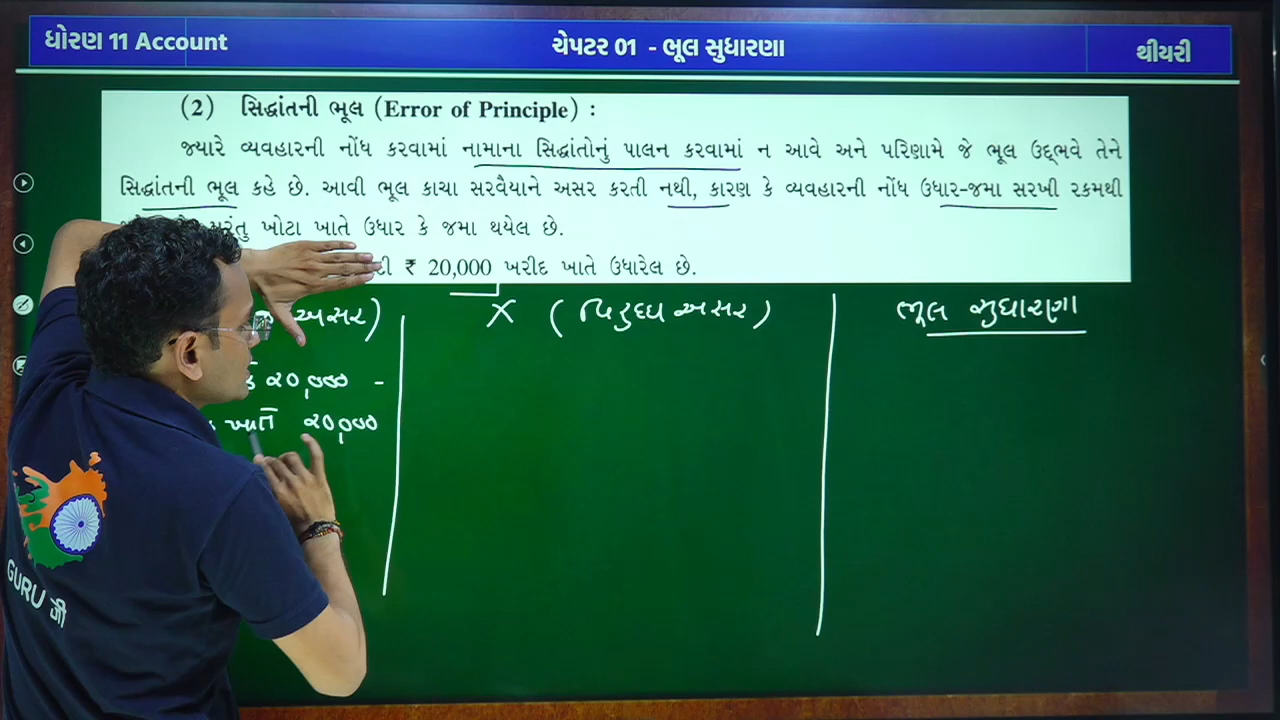 ધોરણ 11 Account
ચેપટર 01 - ભૂલ સુધારણા
થીયરી
(2) સિદ્ધાંતની ભૂલ (Error of Principle) :
જ્યારે વ્યવહારની નોંધ કરવામાં નામાના સિદ્ધાંતોનું પાલન કરવામાં ન આવે અને પરિણામે જે ભૂલ ઉદ્ભવે તેને
સિદ્ધાંતની ભૂલ કહે છે. આવી ભૂલ કાચા સરવૈયાને અસર કરતી નથી, કારણ કે વ્યવહારની નોંધ ઉધાર-જમા સરખી રકમથી
ખોટા ખાતે ઉધાર કે જમા થયેલ છે.
₹ 20,000 ખરીદ ખાતે ઉધારેલ છે.
અસર)
X (વિરુદ્ધ અસર)
ભૂલ સુધારણા
૨૦,૦૦૦ -
ખાતે ૨૦,૦૦૦
GURU જી